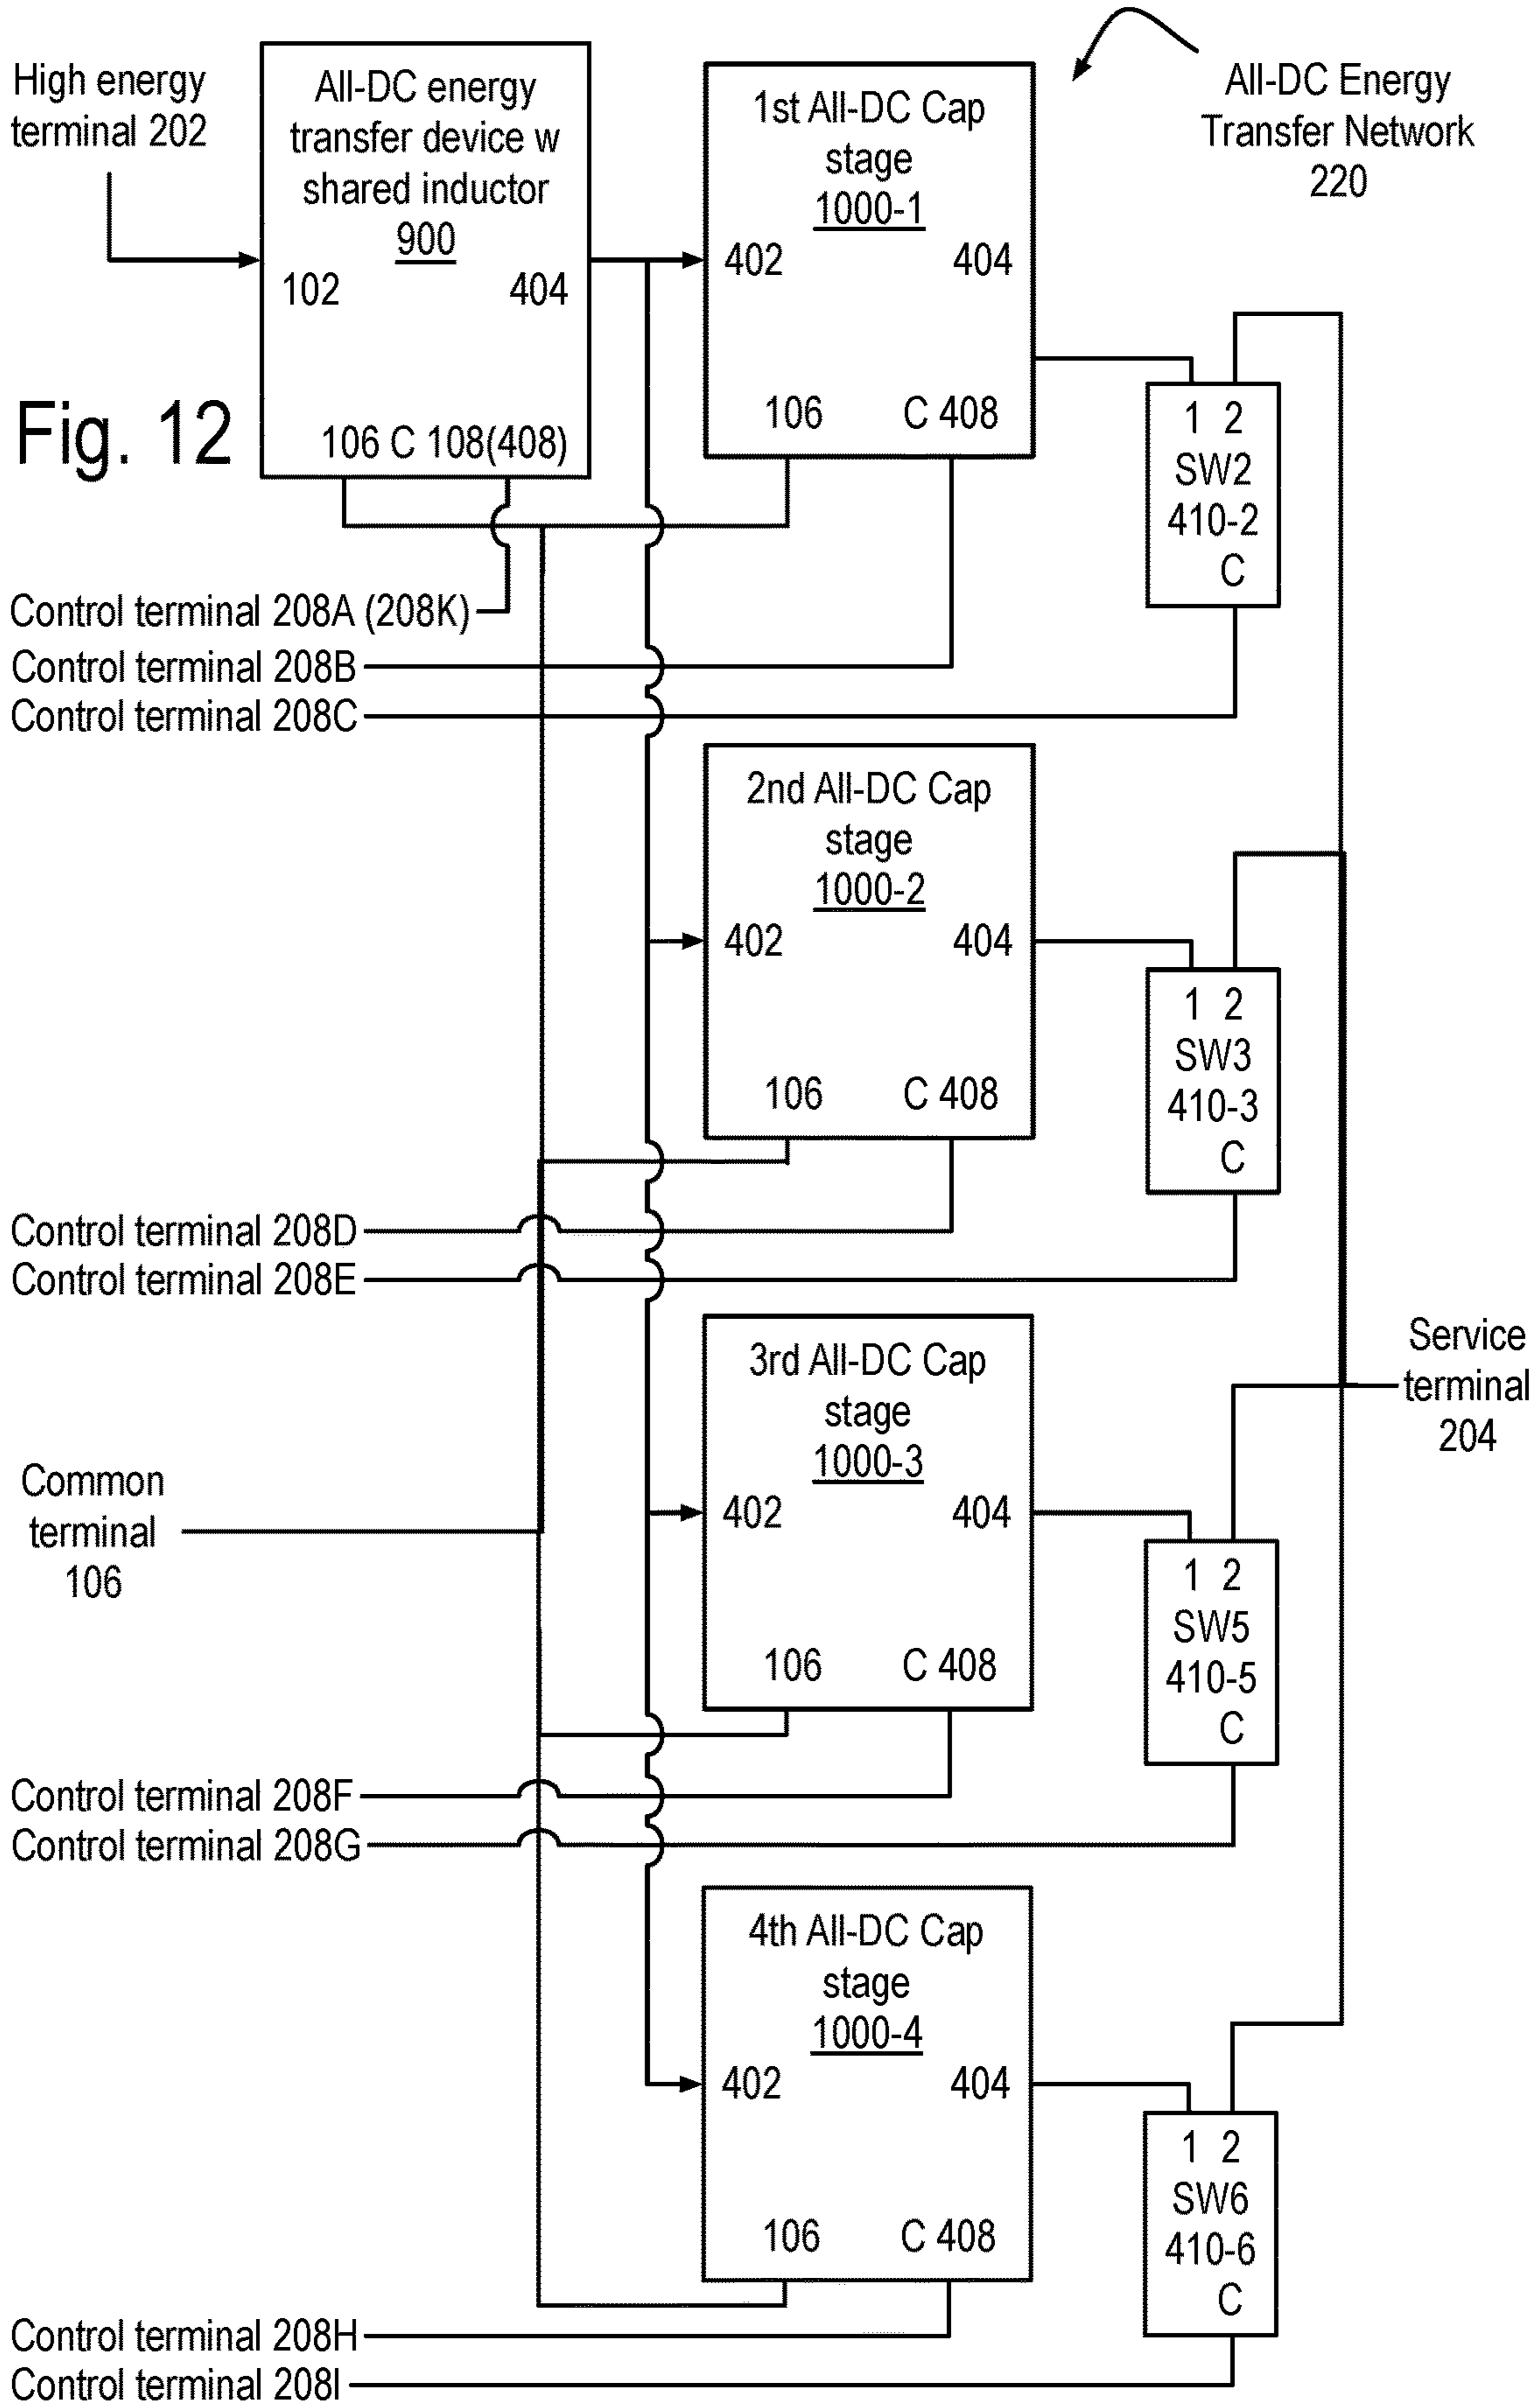 High energy
terminal 202
All-DC energy
transfer device w
shared inductor
900
102 404
106 C 108(408)
1st All-DC Cap
stage
1000-1
402 404
106 C 408
All-DC Energy
Transfer Network
220
Fig. 12
1 2
SW2
410-2
C
Control terminal 208A (208K)
Control terminal 208B
Control terminal 208C
2nd All-DC Cap
stage
1000-2
402 404
106 C 408
1 2
SW3
410-3
C
Control terminal 208D
Control terminal 208E
3rd All-DC Cap
stage
1000-3
402 404
106 C 408
Service
terminal
204
Common
terminal
106
1 2
SW5
410-5
C
Control terminal 208F
Control terminal 208G
4th All-DC Cap
stage
1000-4
402 404
106 C 408
1 2
SW6
410-6
C
Control terminal 208H
Control terminal 208I